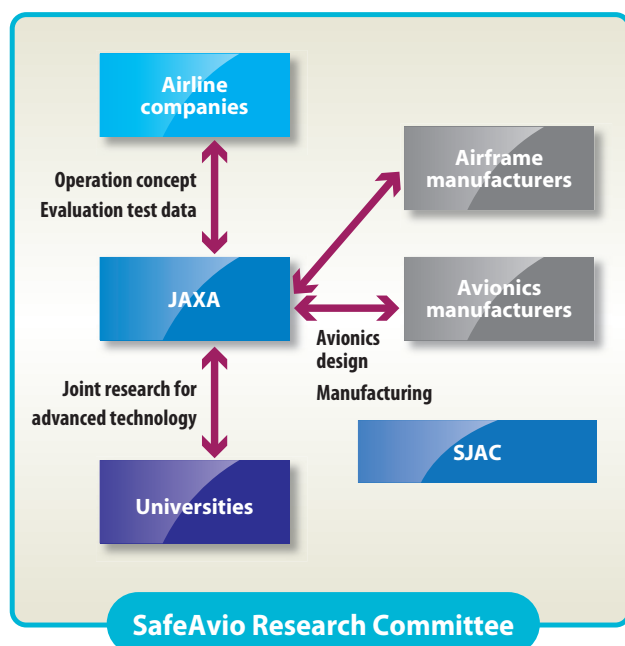 Airline
companies
Operation concept
Evaluation test data
Airframe
manufacturers
JAXA
Avionics
manufacturers
Avionics
design
Manufacturing
Joint research for
advanced technology
SJAC
Universities
SafeAvio Research Committee